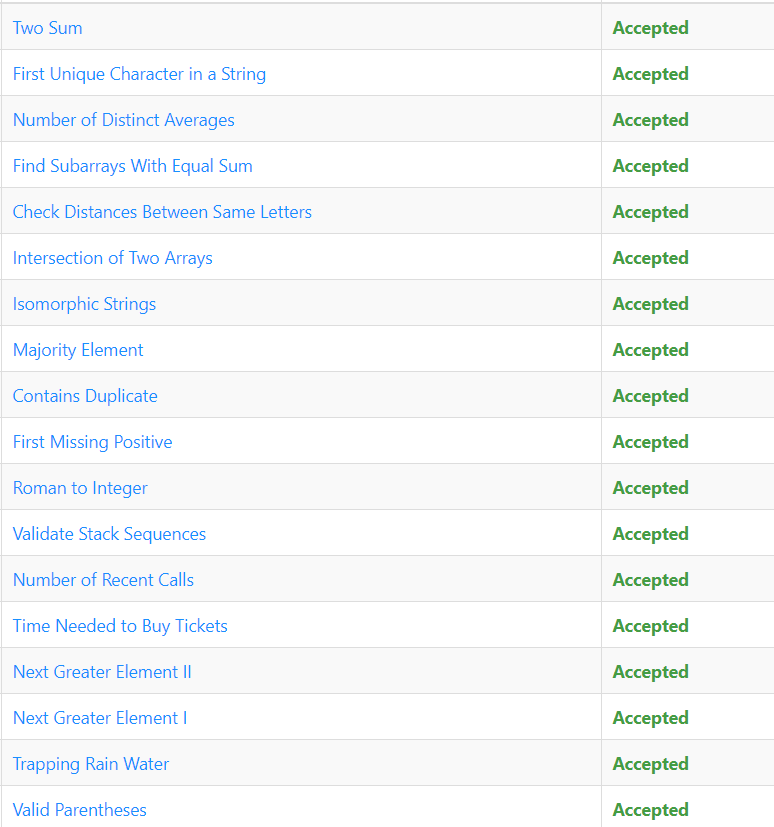 Two Sum Accepted
First Unique Character in a String Accepted
Number of Distinct Averages Accepted
Find Subarrays With Equal Sum Accepted
Check Distances Between Same Letters Accepted
Intersection of Two Arrays Accepted
Isomorphic Strings Accepted
Majority Element Accepted
Contains Duplicate Accepted
First Missing Positive Accepted
Roman to Integer Accepted
Validate Stack Sequences Accepted
Number of Recent Calls Accepted
Time Needed to Buy Tickets Accepted
Next Greater Element II Accepted
Next Greater Element I Accepted
Trapping Rain Water Accepted
Valid Parentheses Accepted